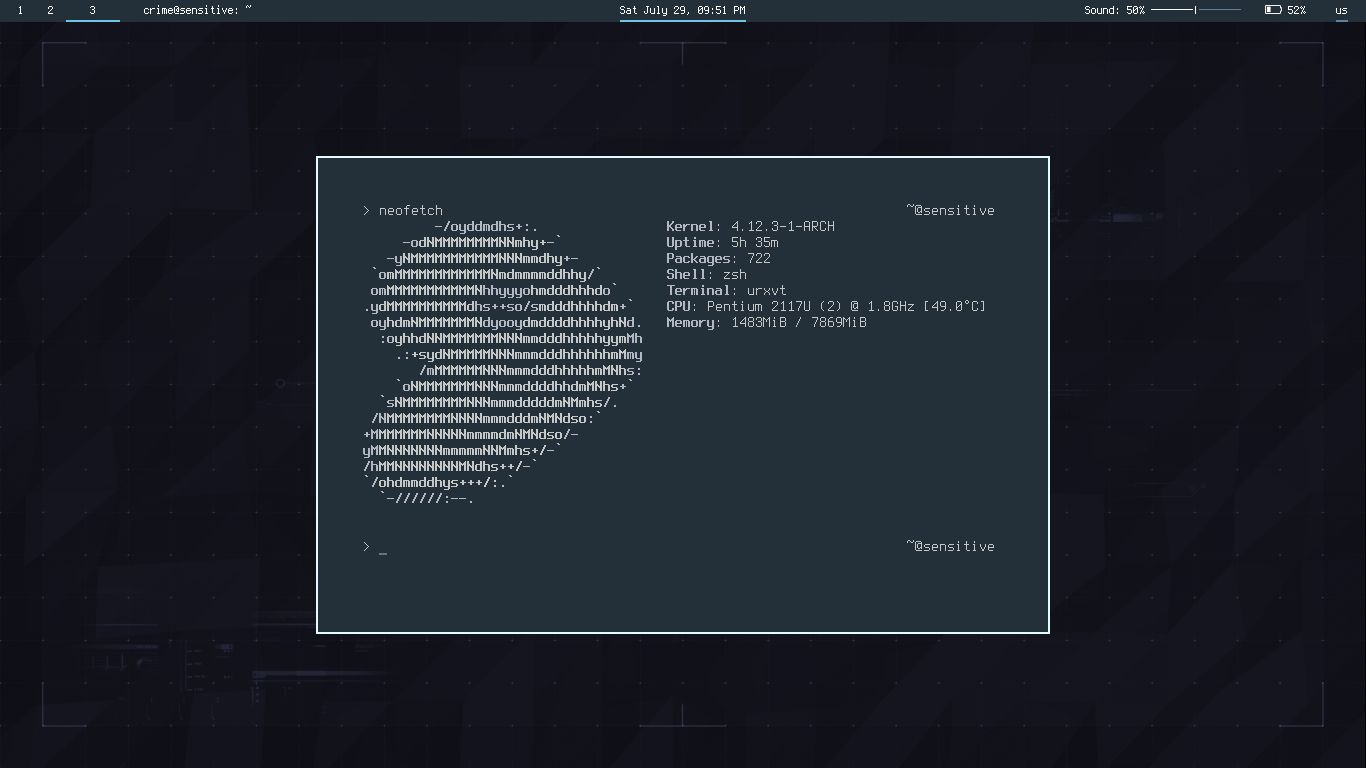 1 2 3 crime@sensitive: ~ Sat July 29, 09:51 PM Sound: 50% 52% us
> neofetch ~@sensitive
-/oyddmdhs+:. Kernel: 4.12.3-1-ARCH
-odNMMMMMMMMNNmhy+-` Uptime: 5h 35m
-yNMMMMMMMMMMMNNNmmdhy+- Packages: 722
`omMMMMMMMMMMMMNmdmmmmddhhy/` Shell: zsh
omMMMMMMMMMMMNhhyyyohmdddhhhdo` Terminal: urxvt
.ydMMMMMMMMMMdhs++so/smdddhhhhdm+` CPU: Pentium 2117U (2) @ 1.8GHz [49.0°C]
oyhdmNMMMMMMMNdyooydmddddhhhhyhNd. Memory: 1483MiB / 7869MiB
:oyhhdNNMMMMMMMNNNmmdddhhhhhyymMh
.:+sydNMMMMMNNNmmmdddhhhhhhmMmy
/mMMMMMMNNNmmmdddhhhhhmMNhs:
`oNMMMMMMMNNNmmmddddhhdmMNhs+`
`sNMMMMMMMMNNNmmmdddddmNMmhs/.
/NMMMMMMMMNNNNmmmdddmNMNdso:`
+MMMMMMMNNNNNmmmmdmNMNdso/-
yMMNNNNNNNmmmmmNNMmhs+/-`
/hMMNNNNNNNNMNdhs++/-`
`/ohdmmddhys+++/:.`
`-//////:--.
> _ ~@sensitive